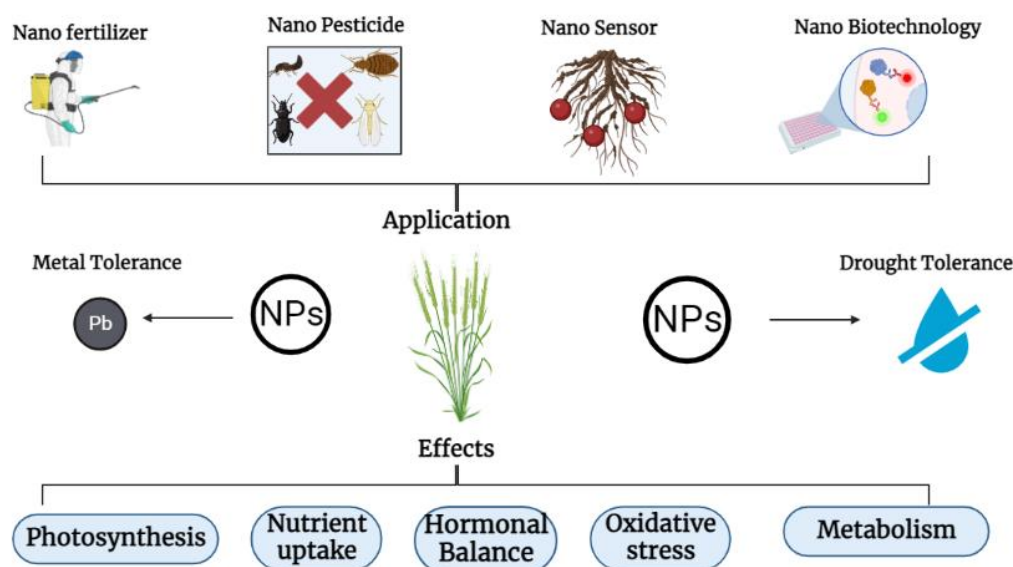 Nano fertilizer
Nano Pesticide
Nano Sensor
Nano Biotechnology
Application
Metal Tolerance
Pb
NPs
NPs
Drought Tolerance
Effects
Photosynthesis
Nutrient
uptake
Hormonal
Balance
Oxidative
stress
Metabolism